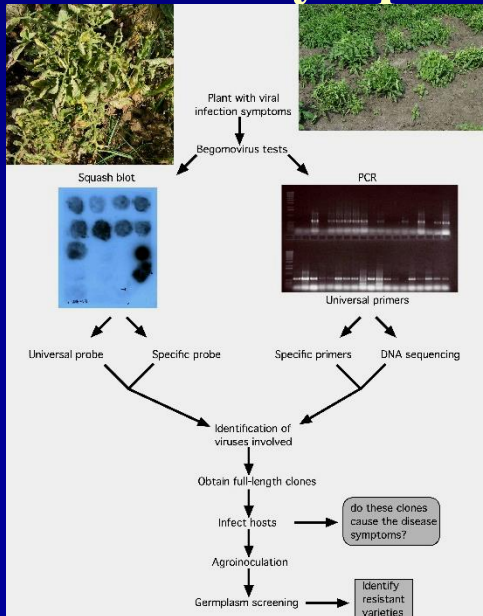 Plant with viral
infection symptoms
Begomovirus tests
Squash blot
PCR
Universal primers
Universal probe
Specific probe
Specific primers
DNA sequencing
Identification of
viruses involved
Obtain full-length clones
Infect hosts
do these clones
cause the disease
symptoms?
Agroinoculation
Germplasm screening
Identify
resistant
varieties